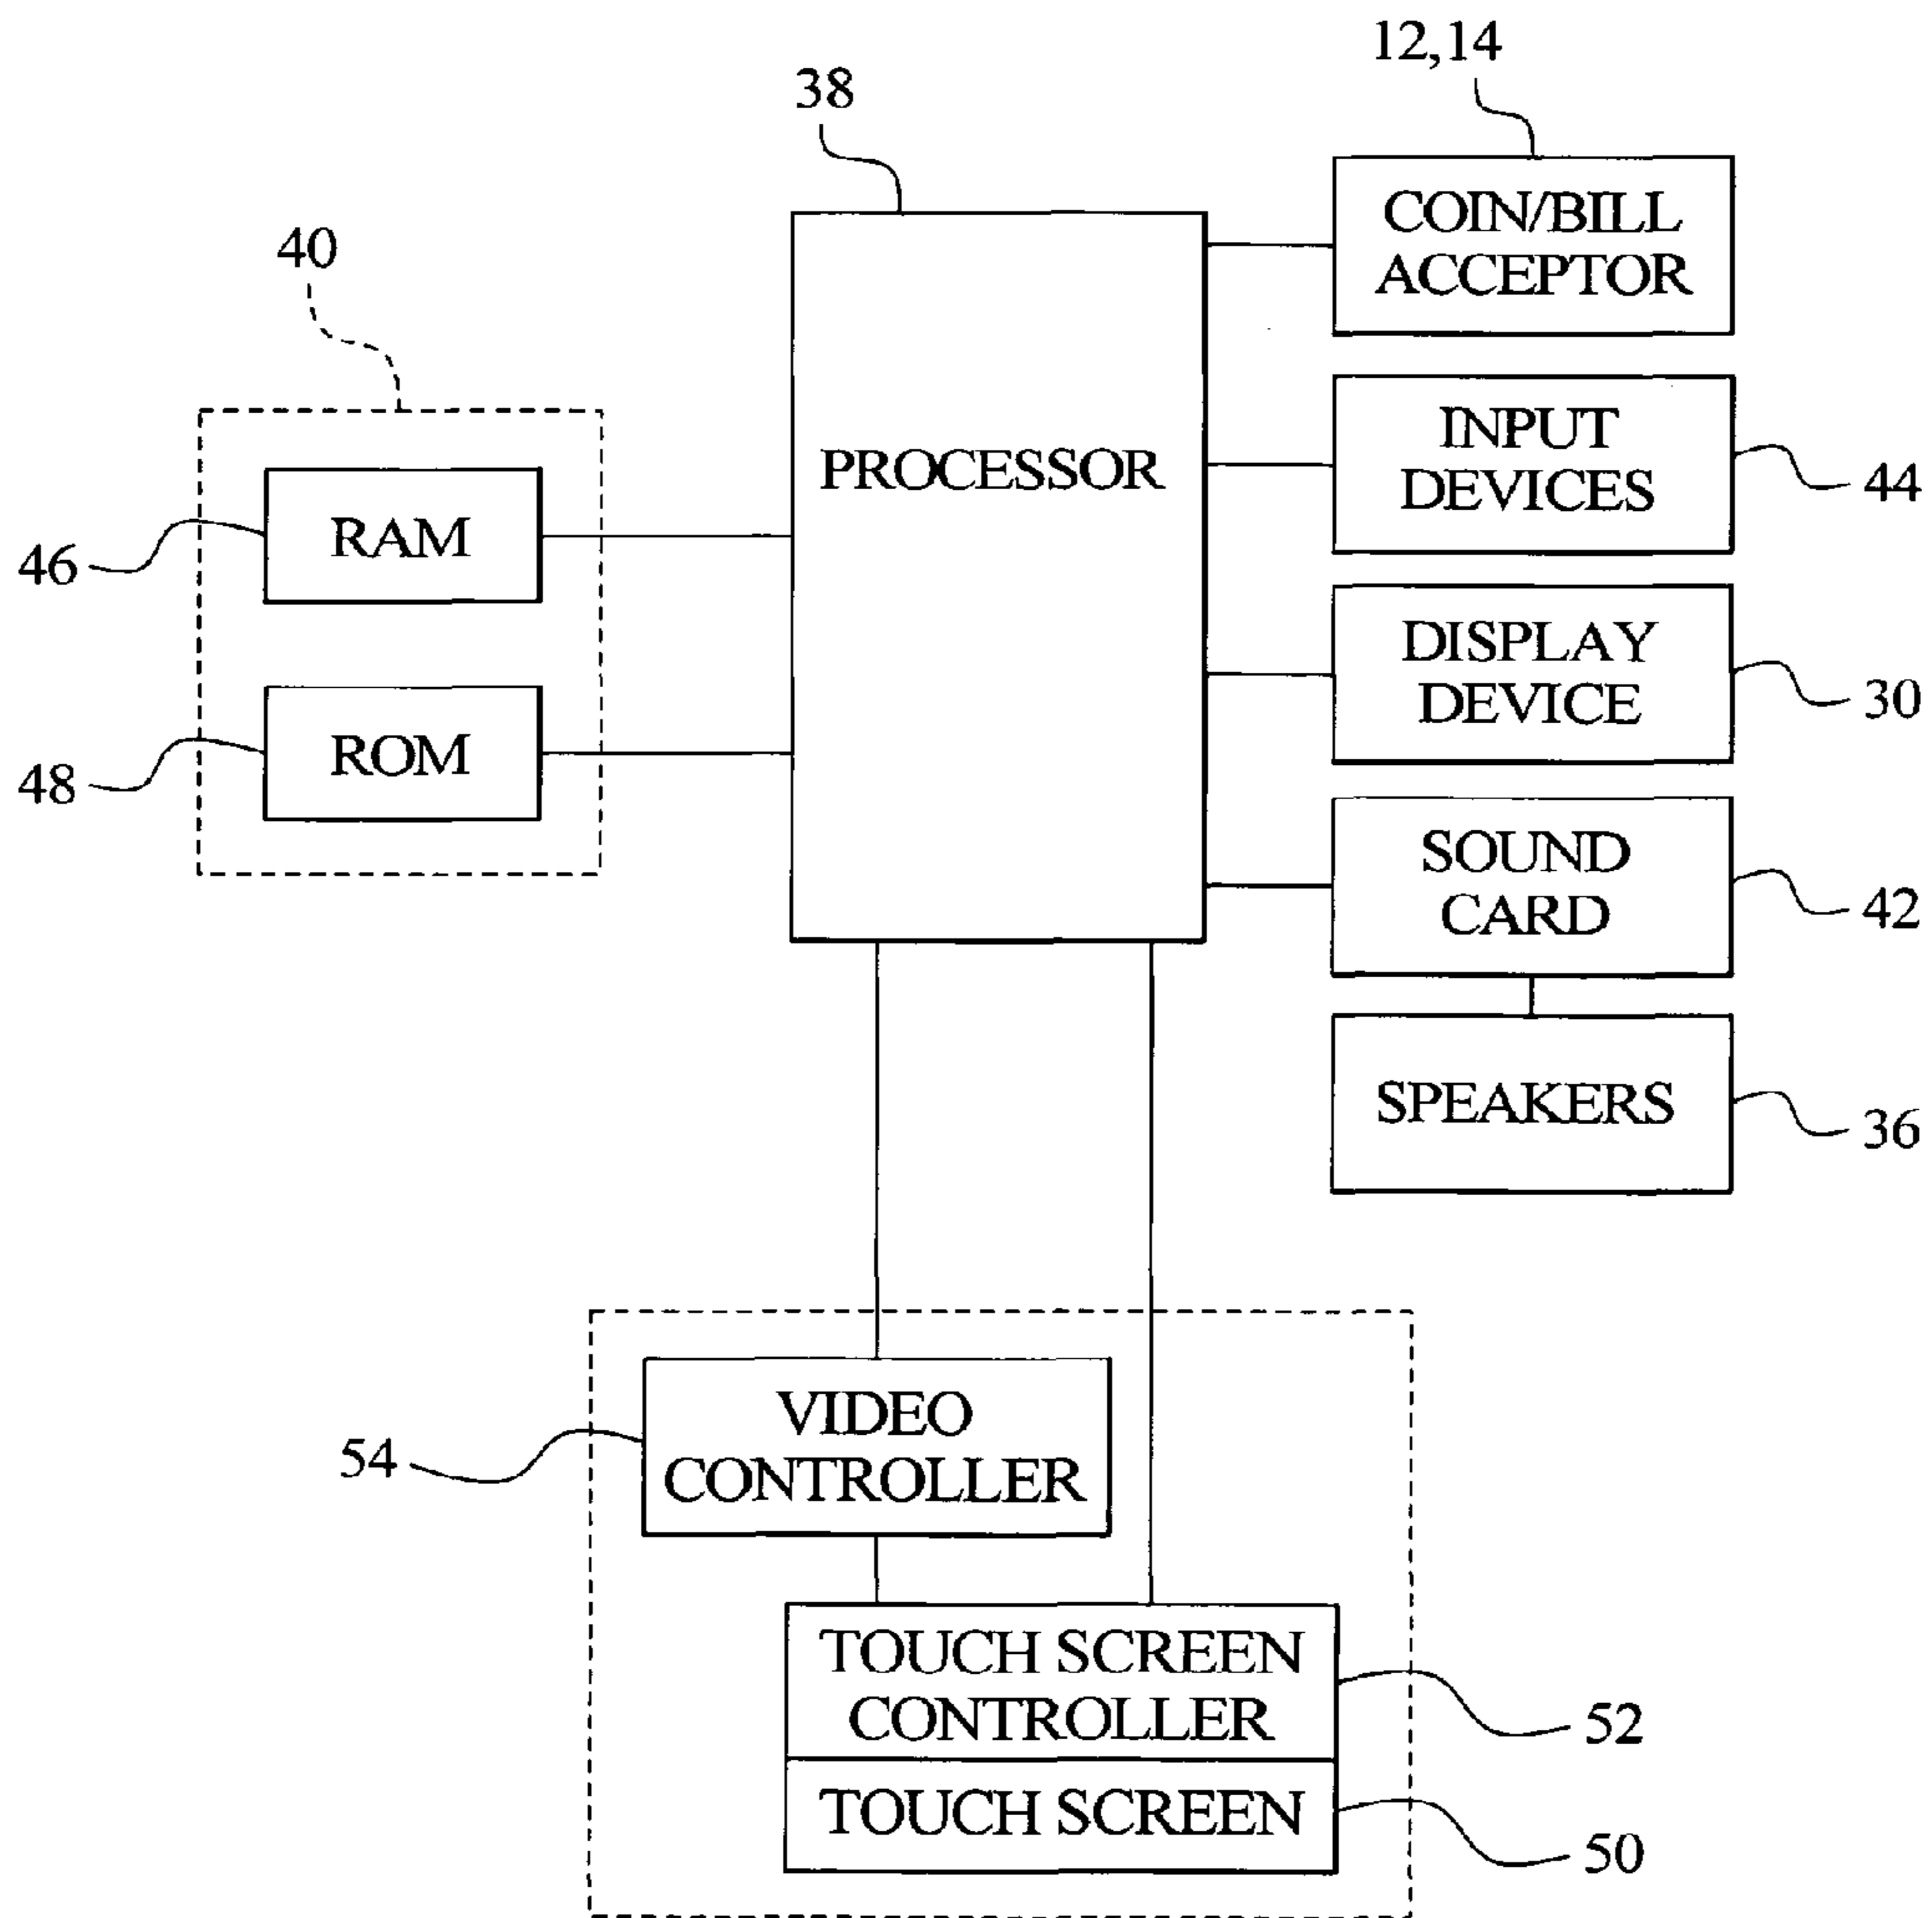 12,14
38
COIN/BILL
ACCEPTOR
40
INPUT
DEVICES
44
PROCESSOR
RAM
46
DISPLAY
DEVICE
30
ROM
48
SOUND
CARD
42
SPEAKERS
36
VIDEO
CONTROLLER
54
TOUCH SCREEN
CONTROLLER
52
TOUCH SCREEN
50